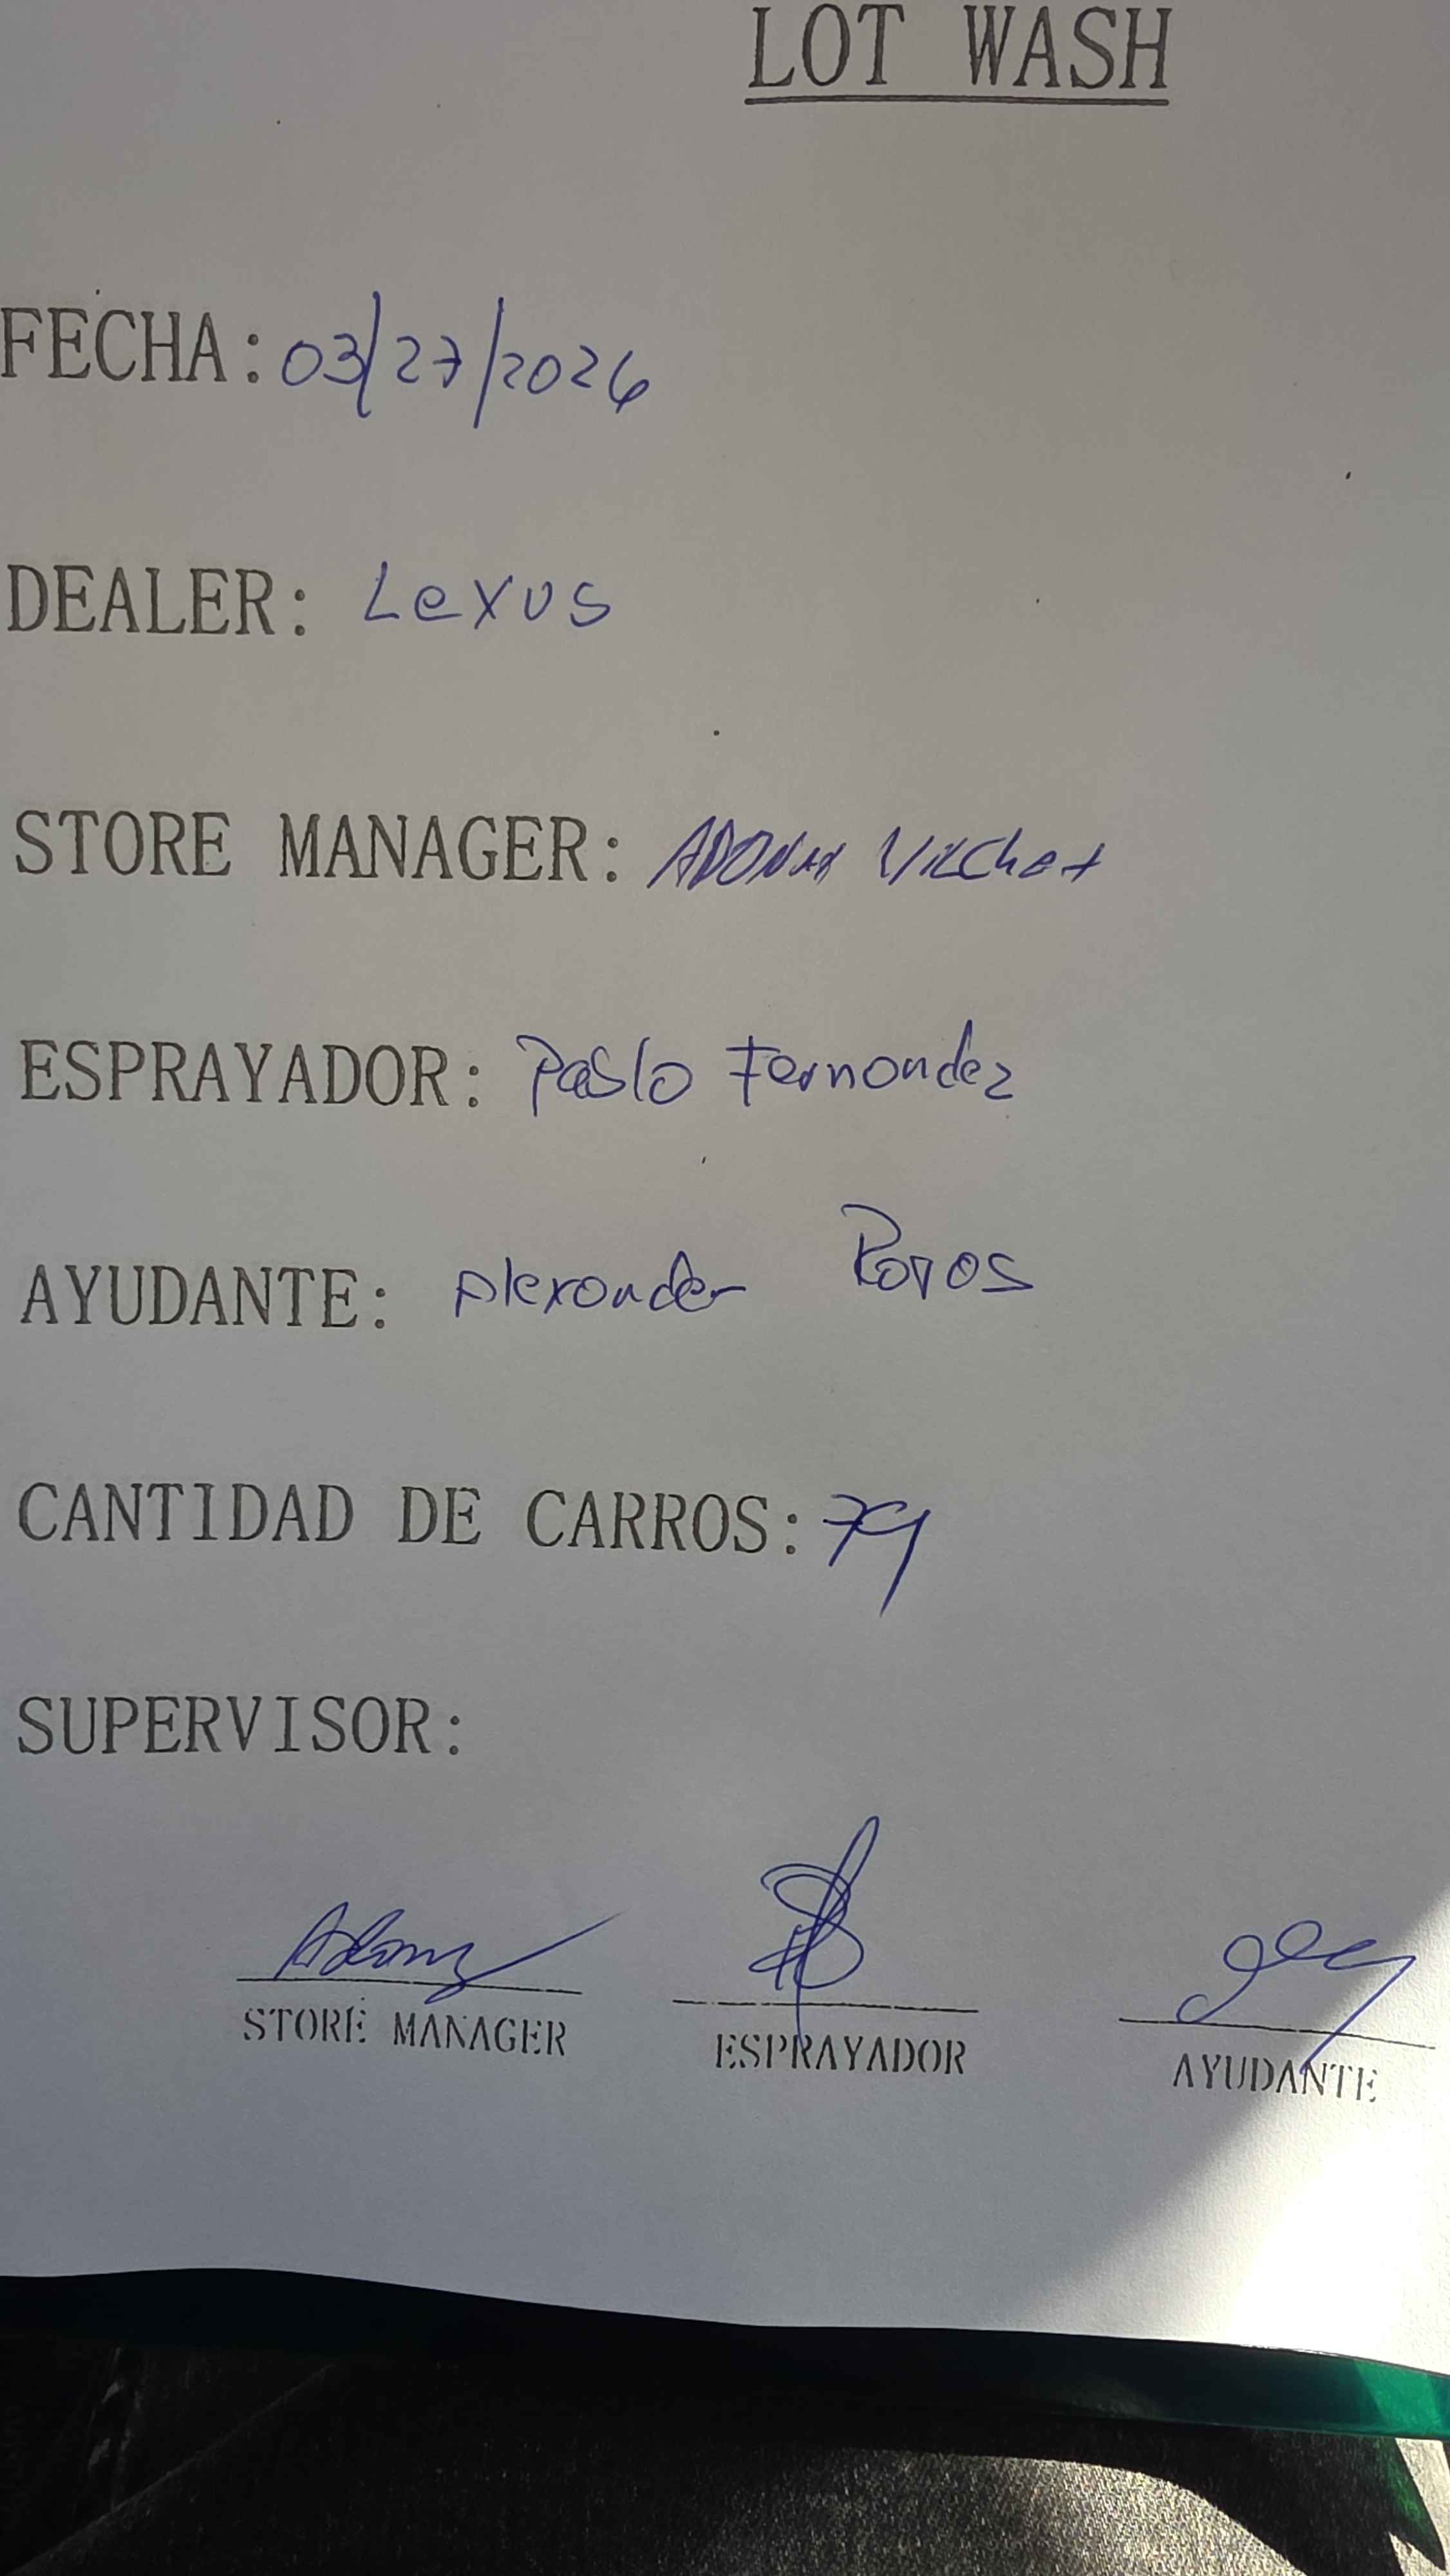 LOT WASH
FECHA: 03/27/2026
DEALER: Lexus
STORE MANAGER: ADONAY Vilchez
ESPRAYADOR: Pablo Fernandez
AYUDANTE: Alexander
CANTIDAD DE CARROS: 79
SUPERVISOR:
STORE MANAGER ESPRAYADOR AYUDANTE